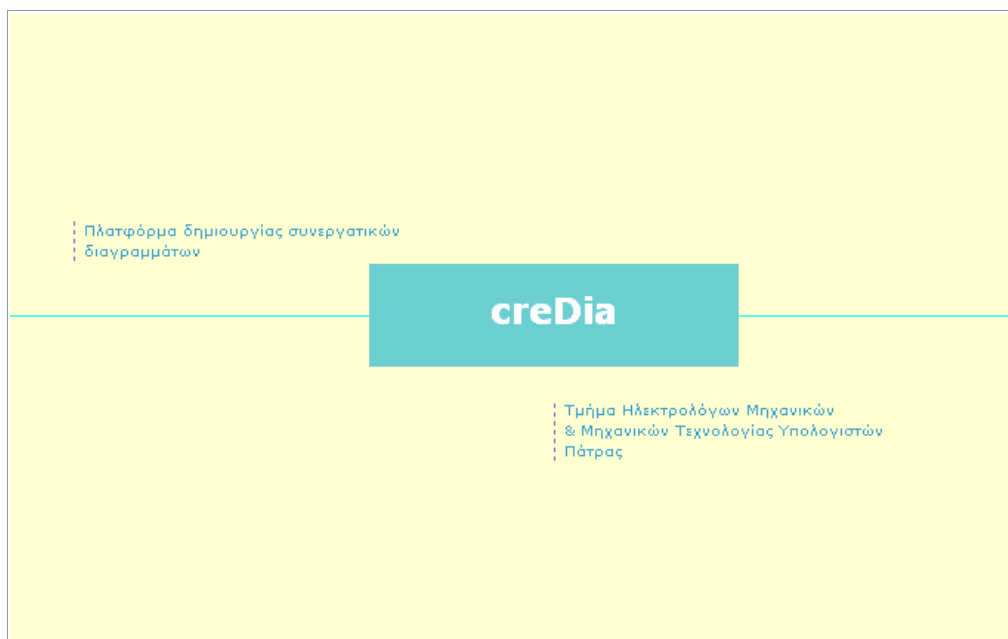 Πλατφόρμα δημιουργίας συνεργατικών
διαγραμμάτων
creDia
Τμήμα Ηλεκτρολόγων Μηχανικών
& Μηχανικών Τεχνολογίας Υπολογιστών
Πάτρας